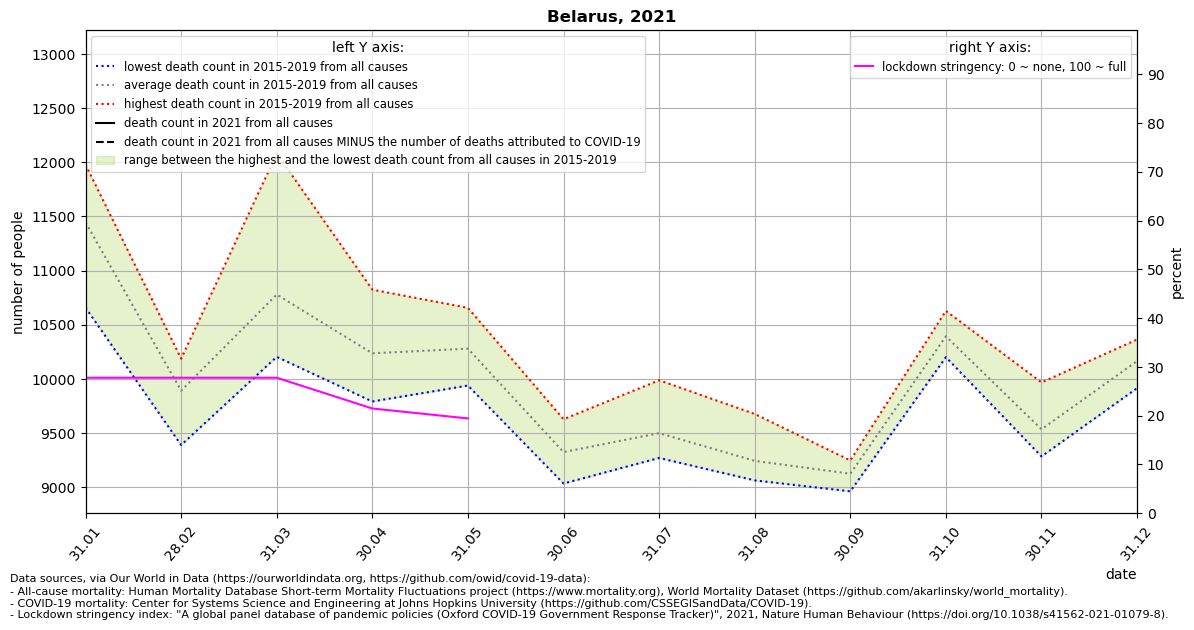 Belarus, 2021
left Y axis:
lowest death count in 2015-2019 from all causes
average death count in 2015-2019 from all causes
highest death count in 2015-2019 from all causes
death count in 2021 from all causes
death count in 2021 from all causes MINUS the number of deaths attributed to COVID-19
range between the highest and the lowest death count from all causes in 2015-2019
right Y axis:
lockdown stringency: 0 ~ none, 100 ~ full
number of people
13000
12500
12000
11500
11000
10500
10000
9500
9000
percent
90
80
70
60
50
40
30
20
10
0
31.01
28.02
31.03
30.04
31.05
30.06
31.07
31.08
30.09
31.10
30.11
31.12
date
Data sources, via Our World in Data (https://ourworldindata.org, https://github.com/owid/covid-19-data):
- All-cause mortality: Human Mortality Database Short-term Mortality Fluctuations project (https://www.mortality.org), World Mortality Dataset (https://github.com/akarlinsky/world_mortality).
- COVID-19 mortality: Center for Systems Science and Engineering at Johns Hopkins University (https://github.com/CSSEGISandData/COVID-19).
- Lockdown stringency index: "A global panel database of pandemic policies (Oxford COVID-19 Government Response Tracker)", 2021, Nature Human Behaviour (https://doi.org/10.1038/s41562-021-01079-8).